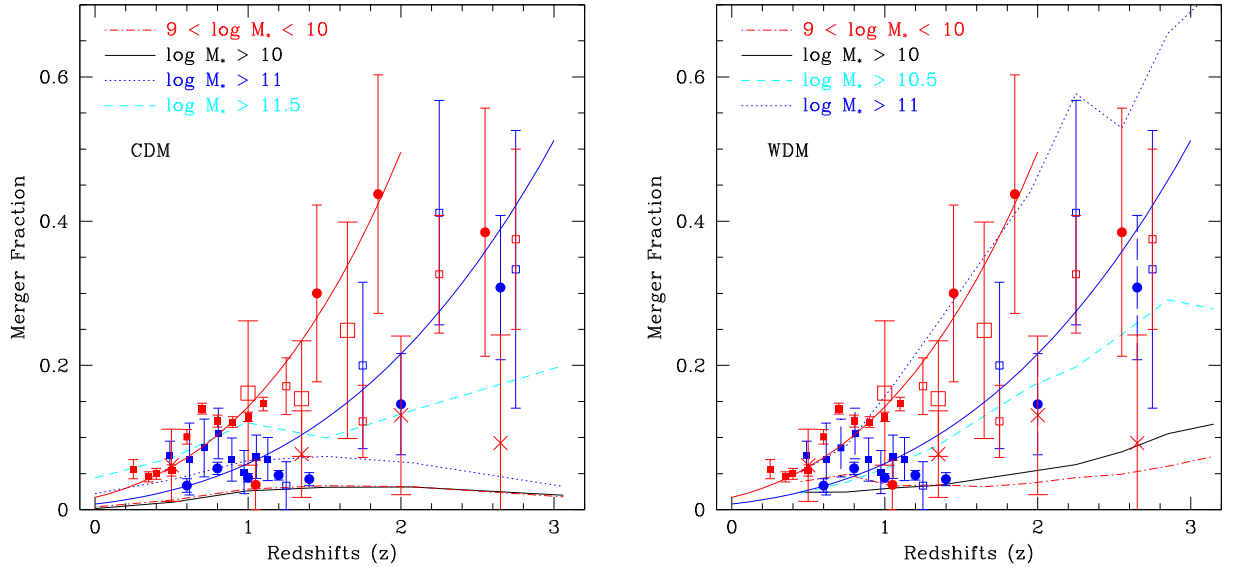 9 < log M* < 10
log M* > 10
log M* > 11
log M* > 11.5
CDM
Merger Fraction
0
0.2
0.4
0.6
0
1
2
3
Redshifts (z)
9 < log M* < 10
log M* > 10
log M* > 10.5
log M* > 11
WDM
Merger Fraction
0
0.2
0.4
0.6
0
1
2
3
Redshifts (z)